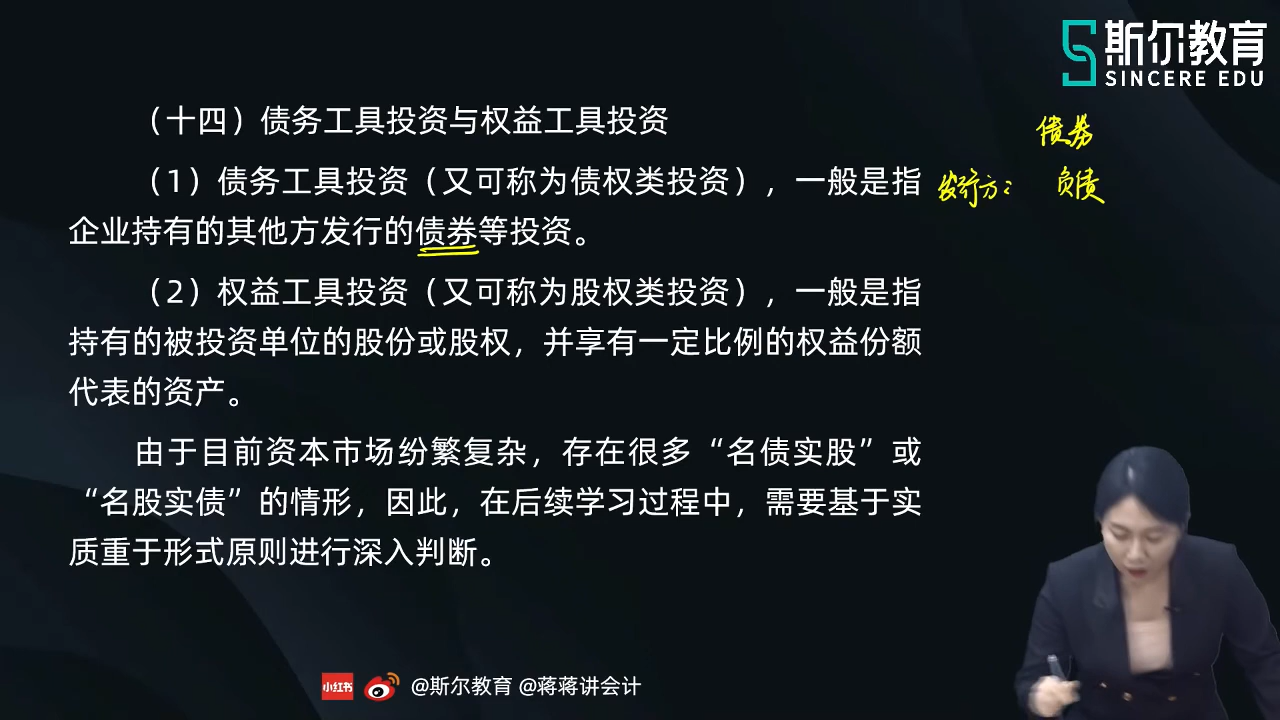 斯尔教育
SINCERE EDU
（十四）债务工具投资与权益工具投资
债券
（1）债务工具投资（又可称为债权类投资），一般是指
发行方： 负债
企业持有的其他方发行的债券等投资。
（2）权益工具投资（又可称为股权类投资），一般是指
持有的被投资单位的股份或股权，并享有一定比例的权益份额
代表的资产。
由于目前资本市场纷繁复杂，存在很多“名债实股”或
“名股实债”的情形，因此，在后续学习过程中，需要基于实
质重于形式原则进行深入判断。
小红书 @斯尔教育 @蒋蒋讲会计